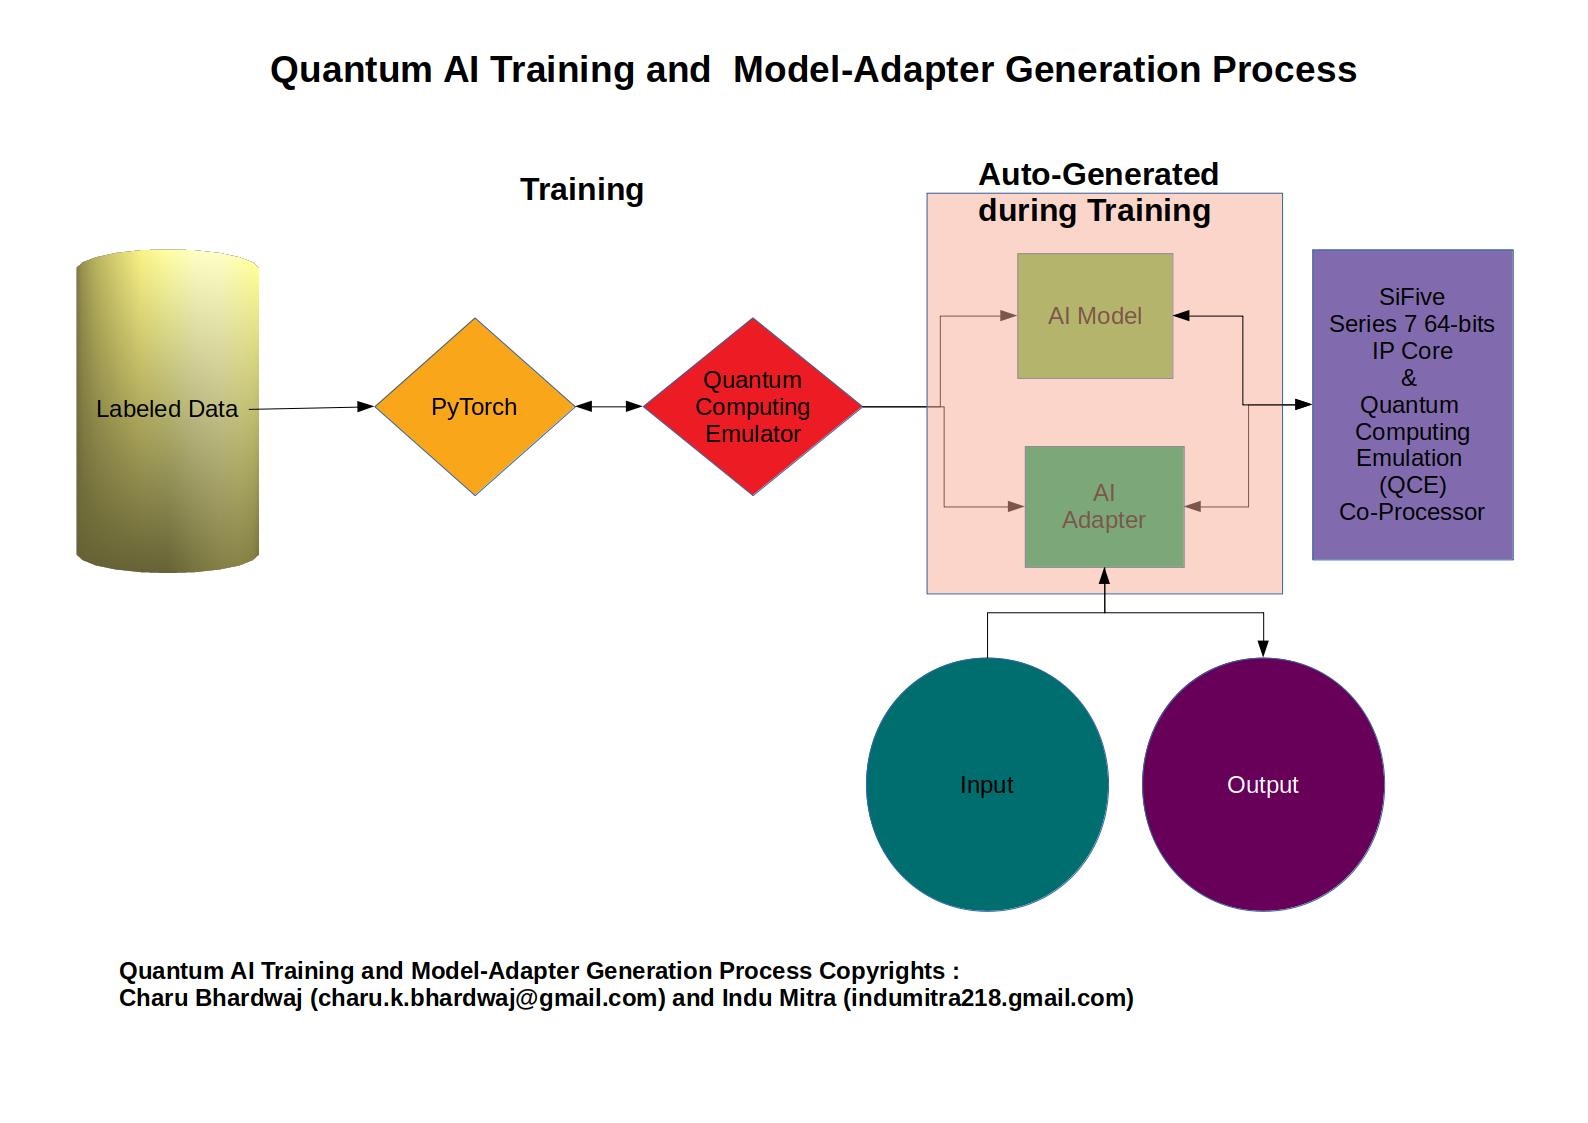 Quantum AI Training and  Model-Adapter Generation Process
Training
Auto-Generated
during Training
Labeled Data
PyTorch
Quantum
Computing
Emulator
AI Model
AI
Adapter
SiFive
Series 7 64-bits
IP Core
&
Quantum
Computing
Emulation
(QCE)
Co-Processor
Input
Output
Quantum AI Training and Model-Adapter Generation Process Copyrights :
Charu Bhardwaj (charu.k.bhardwaj@gmail.com) and Indu Mitra (indumitra218.gmail.com)